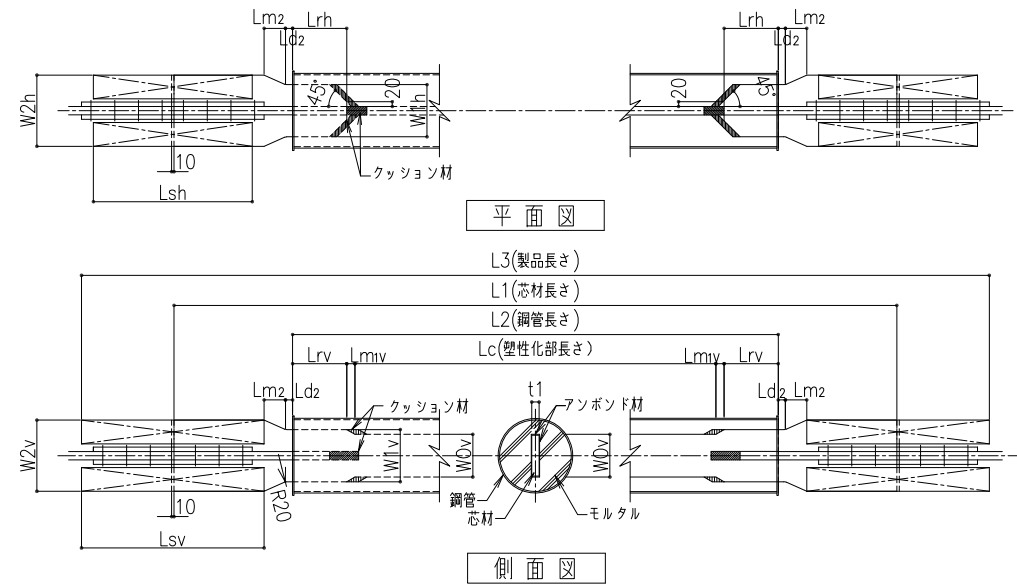 Lm2 Lrh Lrh Lm2
Ld2 Ld2
W2h 45° 20 W1h 20 45°
10
クッション材
Lsh
平面図
L3(製品長さ)
L1(芯材長さ)
L2(鋼管長さ)
Lc(塑性化部長さ)
Lrv Lm1v Lm1v Lrv
Lm2 Ld2 t1 Ld2 Lm2
クッション材 アンボンド材
W2v W1v W0v W0v
R20 鋼管
10 芯材 モルタル
Lsv
側面図